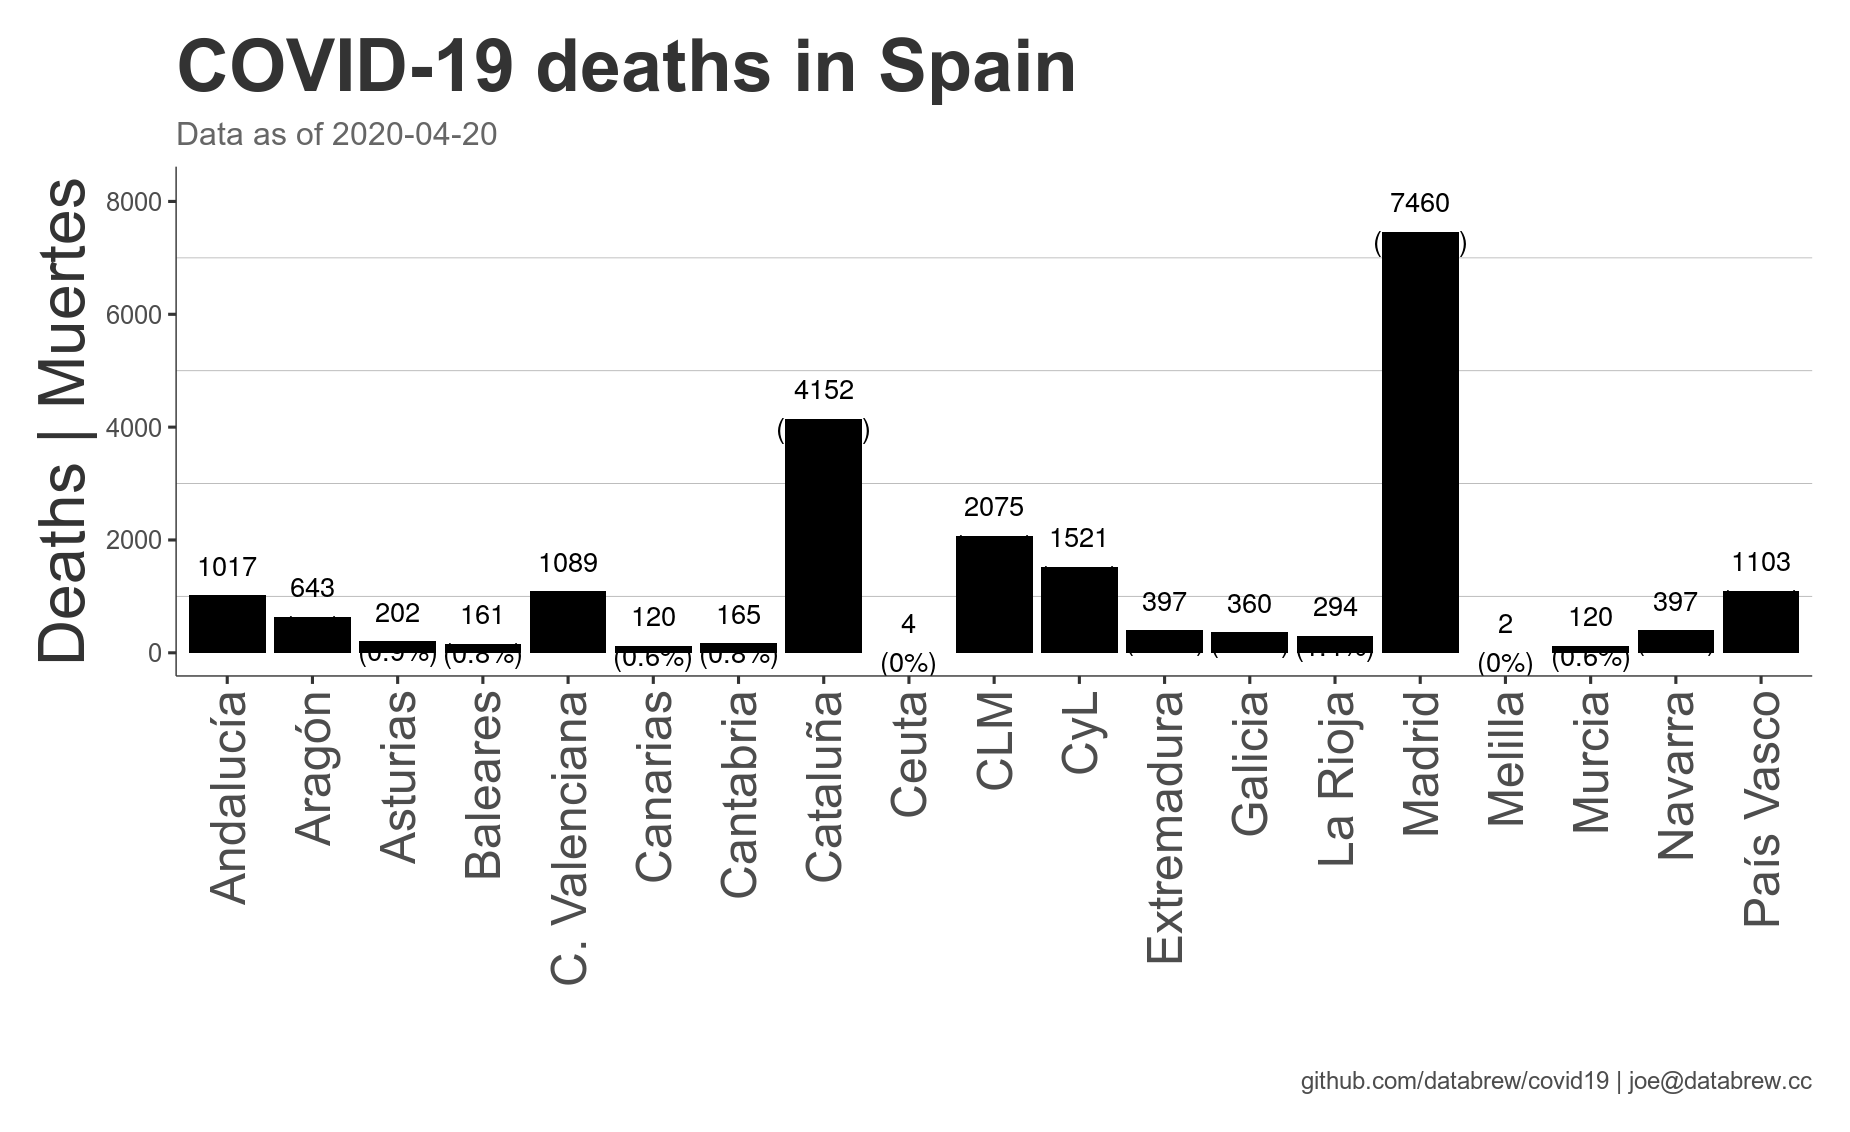 COVID-19 deaths in Spain
Data as of 2020-04-20
Deaths | Muertes
8000
6000
4000
2000
0
1017
643
202
161
1089
120
165
4152
4
2075
1521
397
360
294
7460
2
120
397
1103
(0.9%)
(0.8%)
(0.6%)
(0.8%)
(0%)
(0%)
(0.6%)
Andalucía
Aragón
Asturias
Baleares
C. Valenciana
Canarias
Cantabria
Cataluña
Ceuta
CLM
CyL
Extremadura
Galicia
La Rioja
Madrid
Melilla
Murcia
Navarra
País Vasco
github.com/databrew/covid19 | joe@databrew.cc